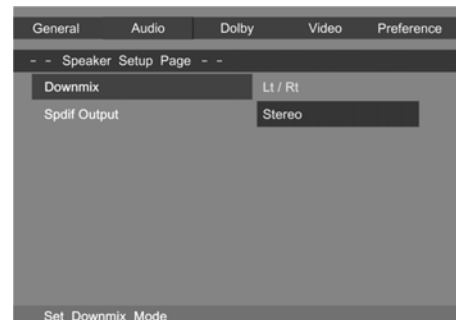 General Audio Dolby Video Preference
- - Speaker Setup Page - -
Downmix Lt / Rt
Spdif Output Stereo
Set Downmix Mode